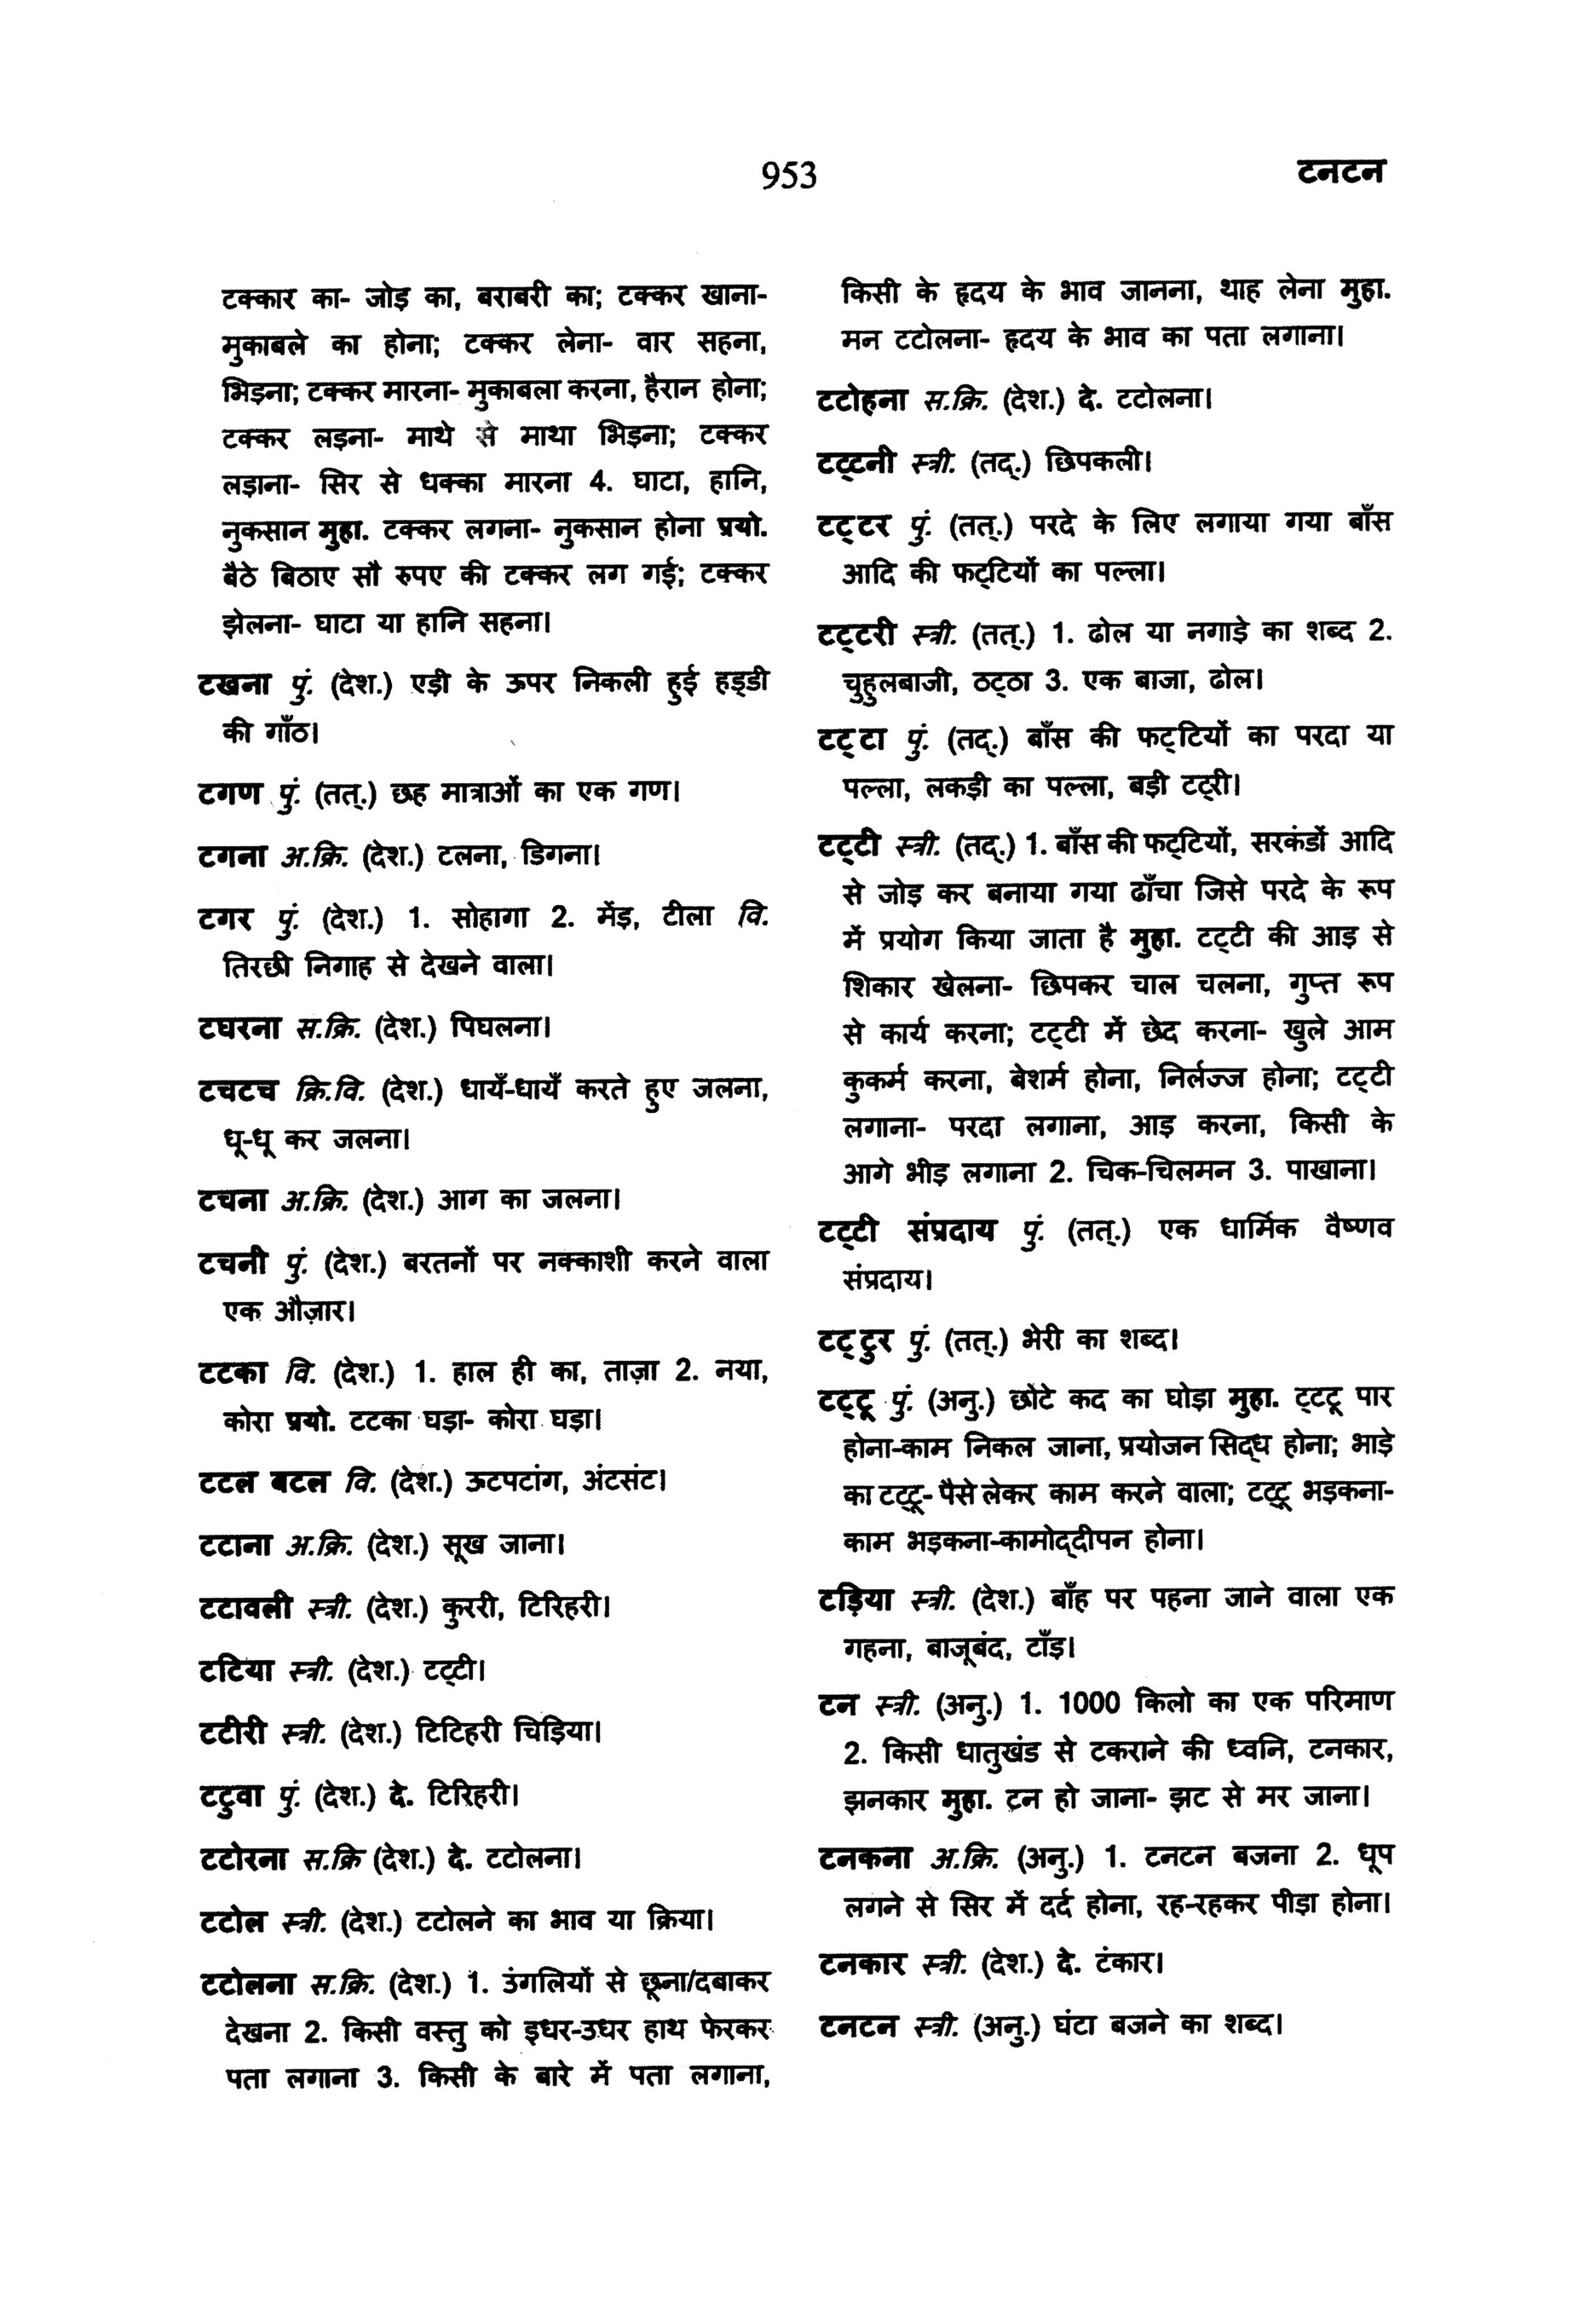 953
टनटन
टक्कार का- जोड़ का, बराबरी का; टक्कर खाना-
मुकाबले का होना; टक्कर लेना- वार सहना,
भिड़ना; टक्कर मारना- मुकाबला करना, हैरान होना;
टक्कर लड़ना- माथे से माथा भिड़ना; टक्कर
लड़ाना- सिर से धक्का मारना 4. घाटा, हानि,
नुकसान मुहा. टक्कर लगना- नुकसान होना प्रयो.
बैठे बिठाए सौ रुपए की टक्कर लग गई; टक्कर
झेलना- घाटा या हानि सहना।
टखना पुं. (देश.) एड़ी के ऊपर निकली हुई हड्डी
की गाँठ।
टगण पुं. (तत्.) छह मात्राओं का एक गण।
टगना अ.क्रि. (देश.) टलना, डिगना।
टगर पुं. (देश.) 1. सोहागा 2. मेंड़, टीला वि.
तिरछी निगाह से देखने वाला।
टघरना स.क्रि. (देश.) पिघलना।
टचटच क्रि.वि. (देश.) धायँ-धायँ करते हुए जलना,
धू-धू कर जलना।
टचना अ.क्रि. (देश.) आग का जलना।
टचनी पुं. (देश.) बरतनों पर नक्काशी करने वाला
एक औज़ार।
टटका वि. (देश.) 1. हाल ही का, ताज़ा 2. नया,
कोरा प्रयो. टटका घड़ा- कोरा घड़ा।
टटल बटल वि. (देश.) ऊटपटांग, अंटसंट।
टटाना अ.क्रि. (देश.) सूख जाना।
टटावली स्त्री. (देश.) कुररी, टिरिहरी।
टटिया स्त्री. (देश.) टट्टी।
टटीरी स्त्री. (देश.) टिटिहरी चिड़िया।
टटुवा पुं. (देश.) दे. टिरिहरी।
टटोरना स.क्रि (देश.) दे. टटोलना।
टटोल स्त्री. (देश.) टटोलने का भाव या क्रिया।
टटोलना स.क्रि. (देश.) 1. उंगलियों से छूना/दबाकर
देखना 2. किसी वस्तु को इधर-उधर हाथ फेरकर
पता लगाना 3. किसी के बारे में पता लगाना,
किसी के हृदय के भाव जानना, थाह लेना मुहा.
मन टटोलना- हृदय के भाव का पता लगाना।
टटोहना स.क्रि. (देश.) दे. टटोलना।
टट्टनी स्त्री. (तद्.) छिपकली।
टट्टर पुं. (तत्.) परदे के लिए लगाया गया बाँस
आदि की फट्टियों का पल्ला।
टट्टरी स्त्री. (तत्.) 1. ढोल या नगाड़े का शब्द 2.
चुहुलबाजी, ठट्ठा 3. एक बाजा, ढोल।
टट्टा पुं. (तद्.) बाँस की फट्टियों का परदा या
पल्ला, लकड़ी का पल्ला, बड़ी टट्री।
टट्टी स्त्री. (तद्.) 1. बाँस की फट्टियों, सरकंडों आदि
से जोड़ कर बनाया गया ढाँचा जिसे परदे के रूप
में प्रयोग किया जाता है मुहा. टट्टी की आड़ से
शिकार खेलना- छिपकर चाल चलना, गुप्त रूप
से कार्य करना; टट्टी में छेद करना- खुले आम
कुकर्म करना, बेशर्म होना, निर्लज्ज होना; टट्टी
लगाना- परदा लगाना, आड़ करना, किसी के
आगे भीड़ लगाना 2. चिक-चिलमन 3. पाखाना।
टट्टी संप्रदाय पुं. (तत्.) एक धार्मिक वैष्णव
संप्रदाय।
टट्टुर पुं. (तत्.) भेरी का शब्द।
टट्टू पुं. (अनु.) छोटे कद का घोड़ा मुहा. ट्टटू पार
होना-काम निकल जाना, प्रयोजन सिद्ध होना; भाड़े
का टट्टू- पैसे लेकर काम करने वाला; टट्टू भड़कना-
काम भड़कना-कामोद्दीपन होना।
टड़िया स्त्री. (देश.) बाँह पर पहना जाने वाला एक
गहना, बाजूबंद, टाँड़।
टन स्त्री. (अनु.) 1. 1000 किलो का एक परिमाण
2. किसी धातुखंड से टकराने की ध्वनि, टनकार,
झनकार मुहा. ट्रन हो जाना- झट से मर जाना।
टनकना अ.क्रि. (अनु.) 1. टनटन बजना 2. धूप
लगने से सिर में दर्द होना, रह-रहकर पीड़ा होना।
टनकार स्त्री. (देश.) दे. टंकार।
टनटन स्त्री. (अनु.) घंटा बजने का शब्द।